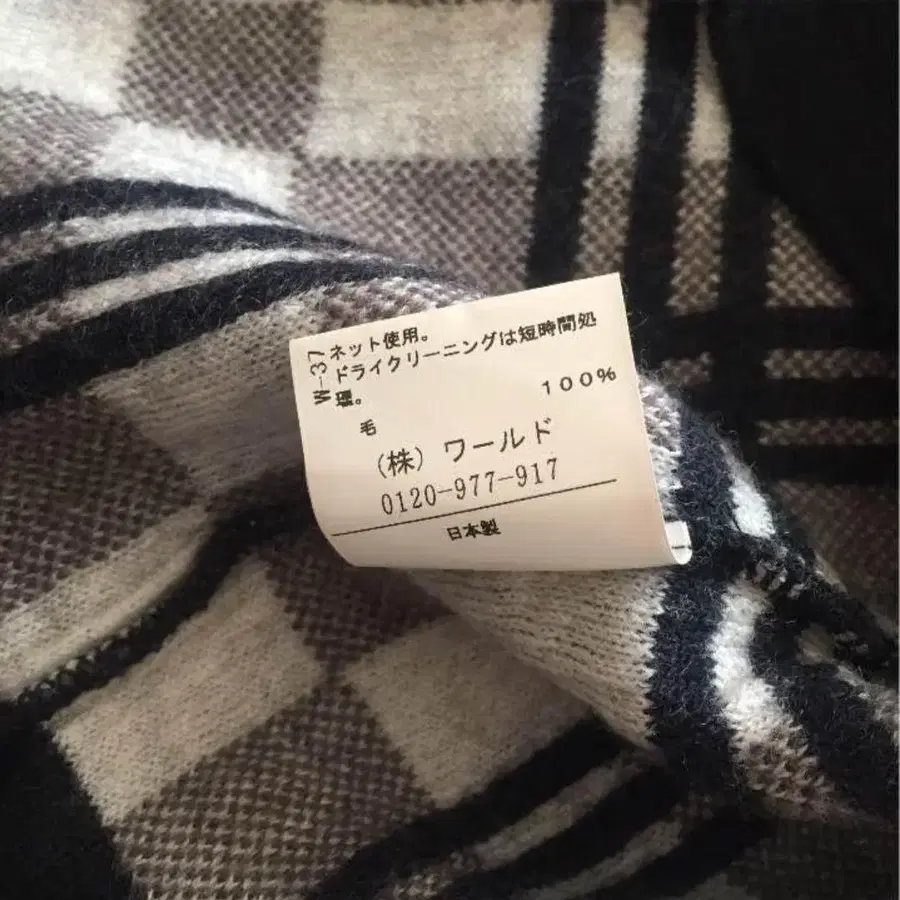 W-37
ネット使用。
ドライクリーニングは短時間処
理。
毛 100%
(株) ワールド
0120-977-917
日本製